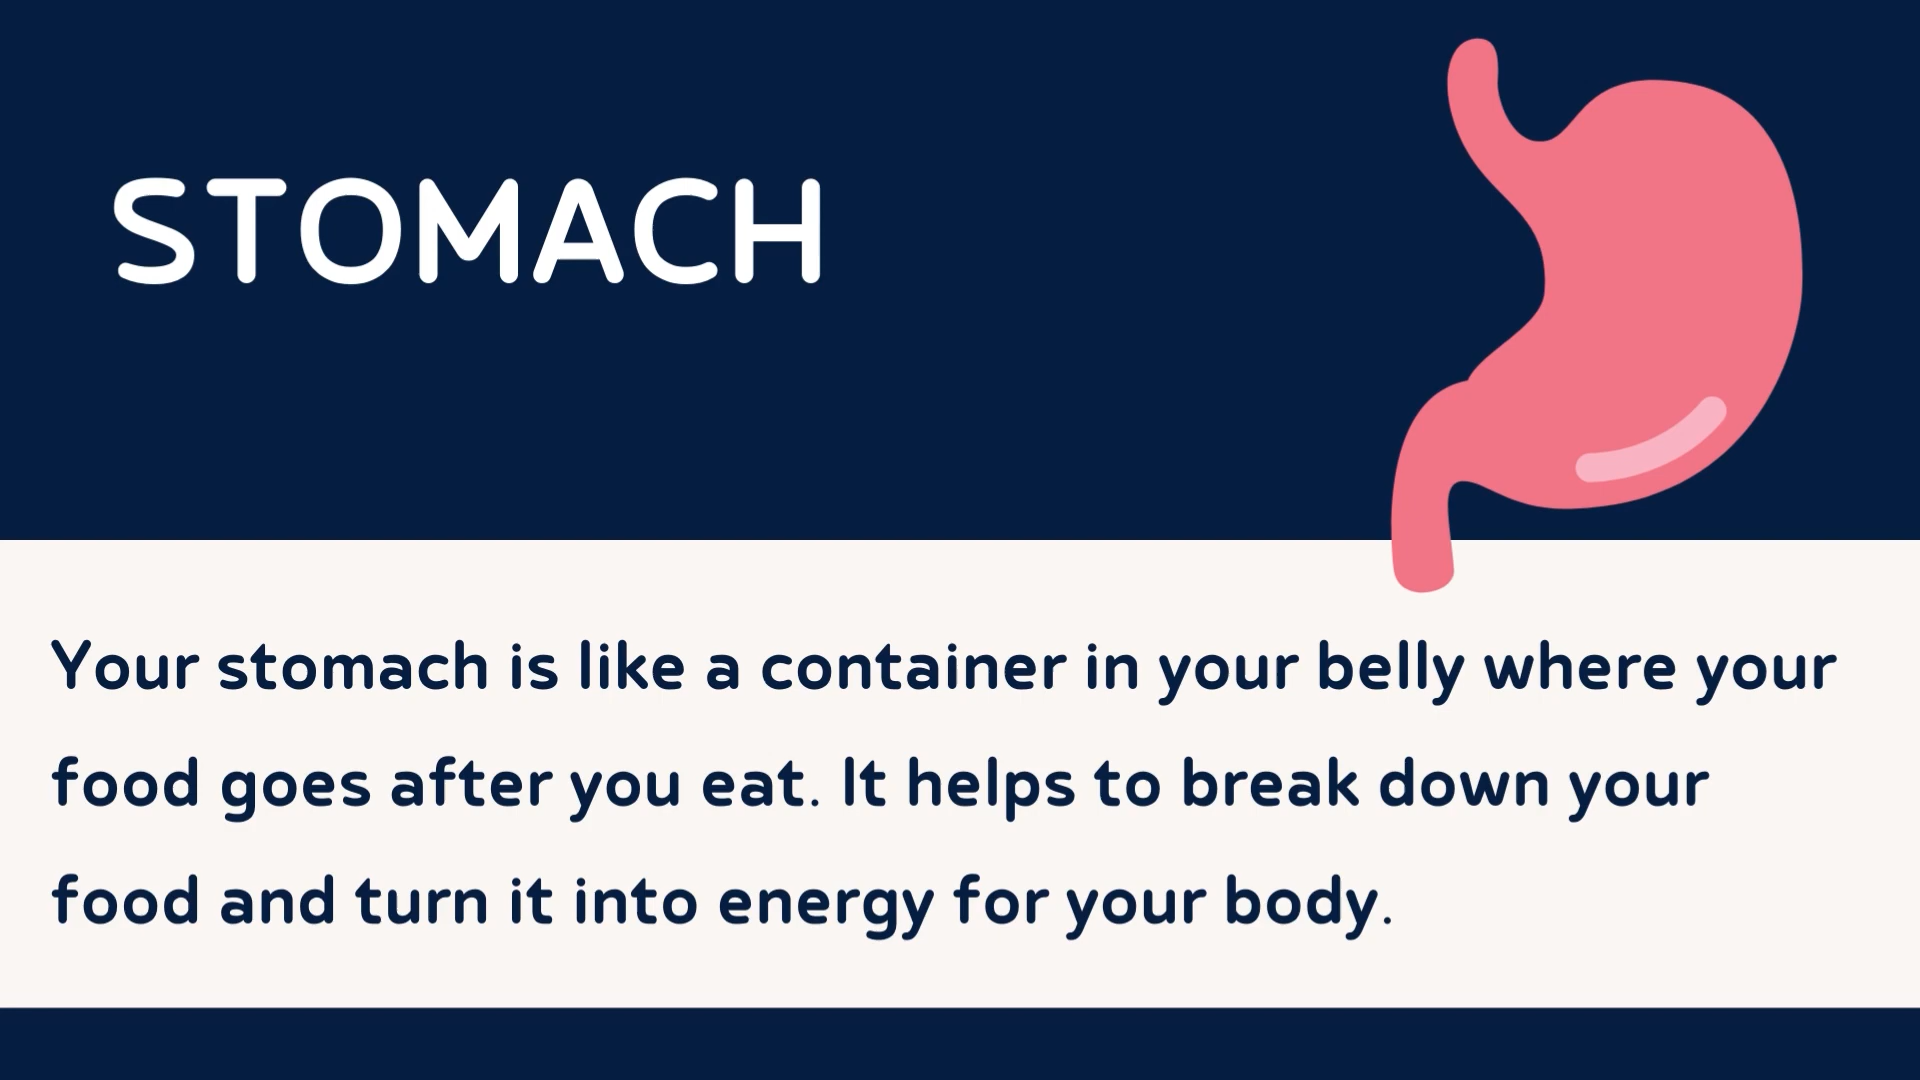 STOMACH
Your stomach is like a container in your belly where your
food goes after you eat. It helps to break down your
food and turn it into energy for your body.